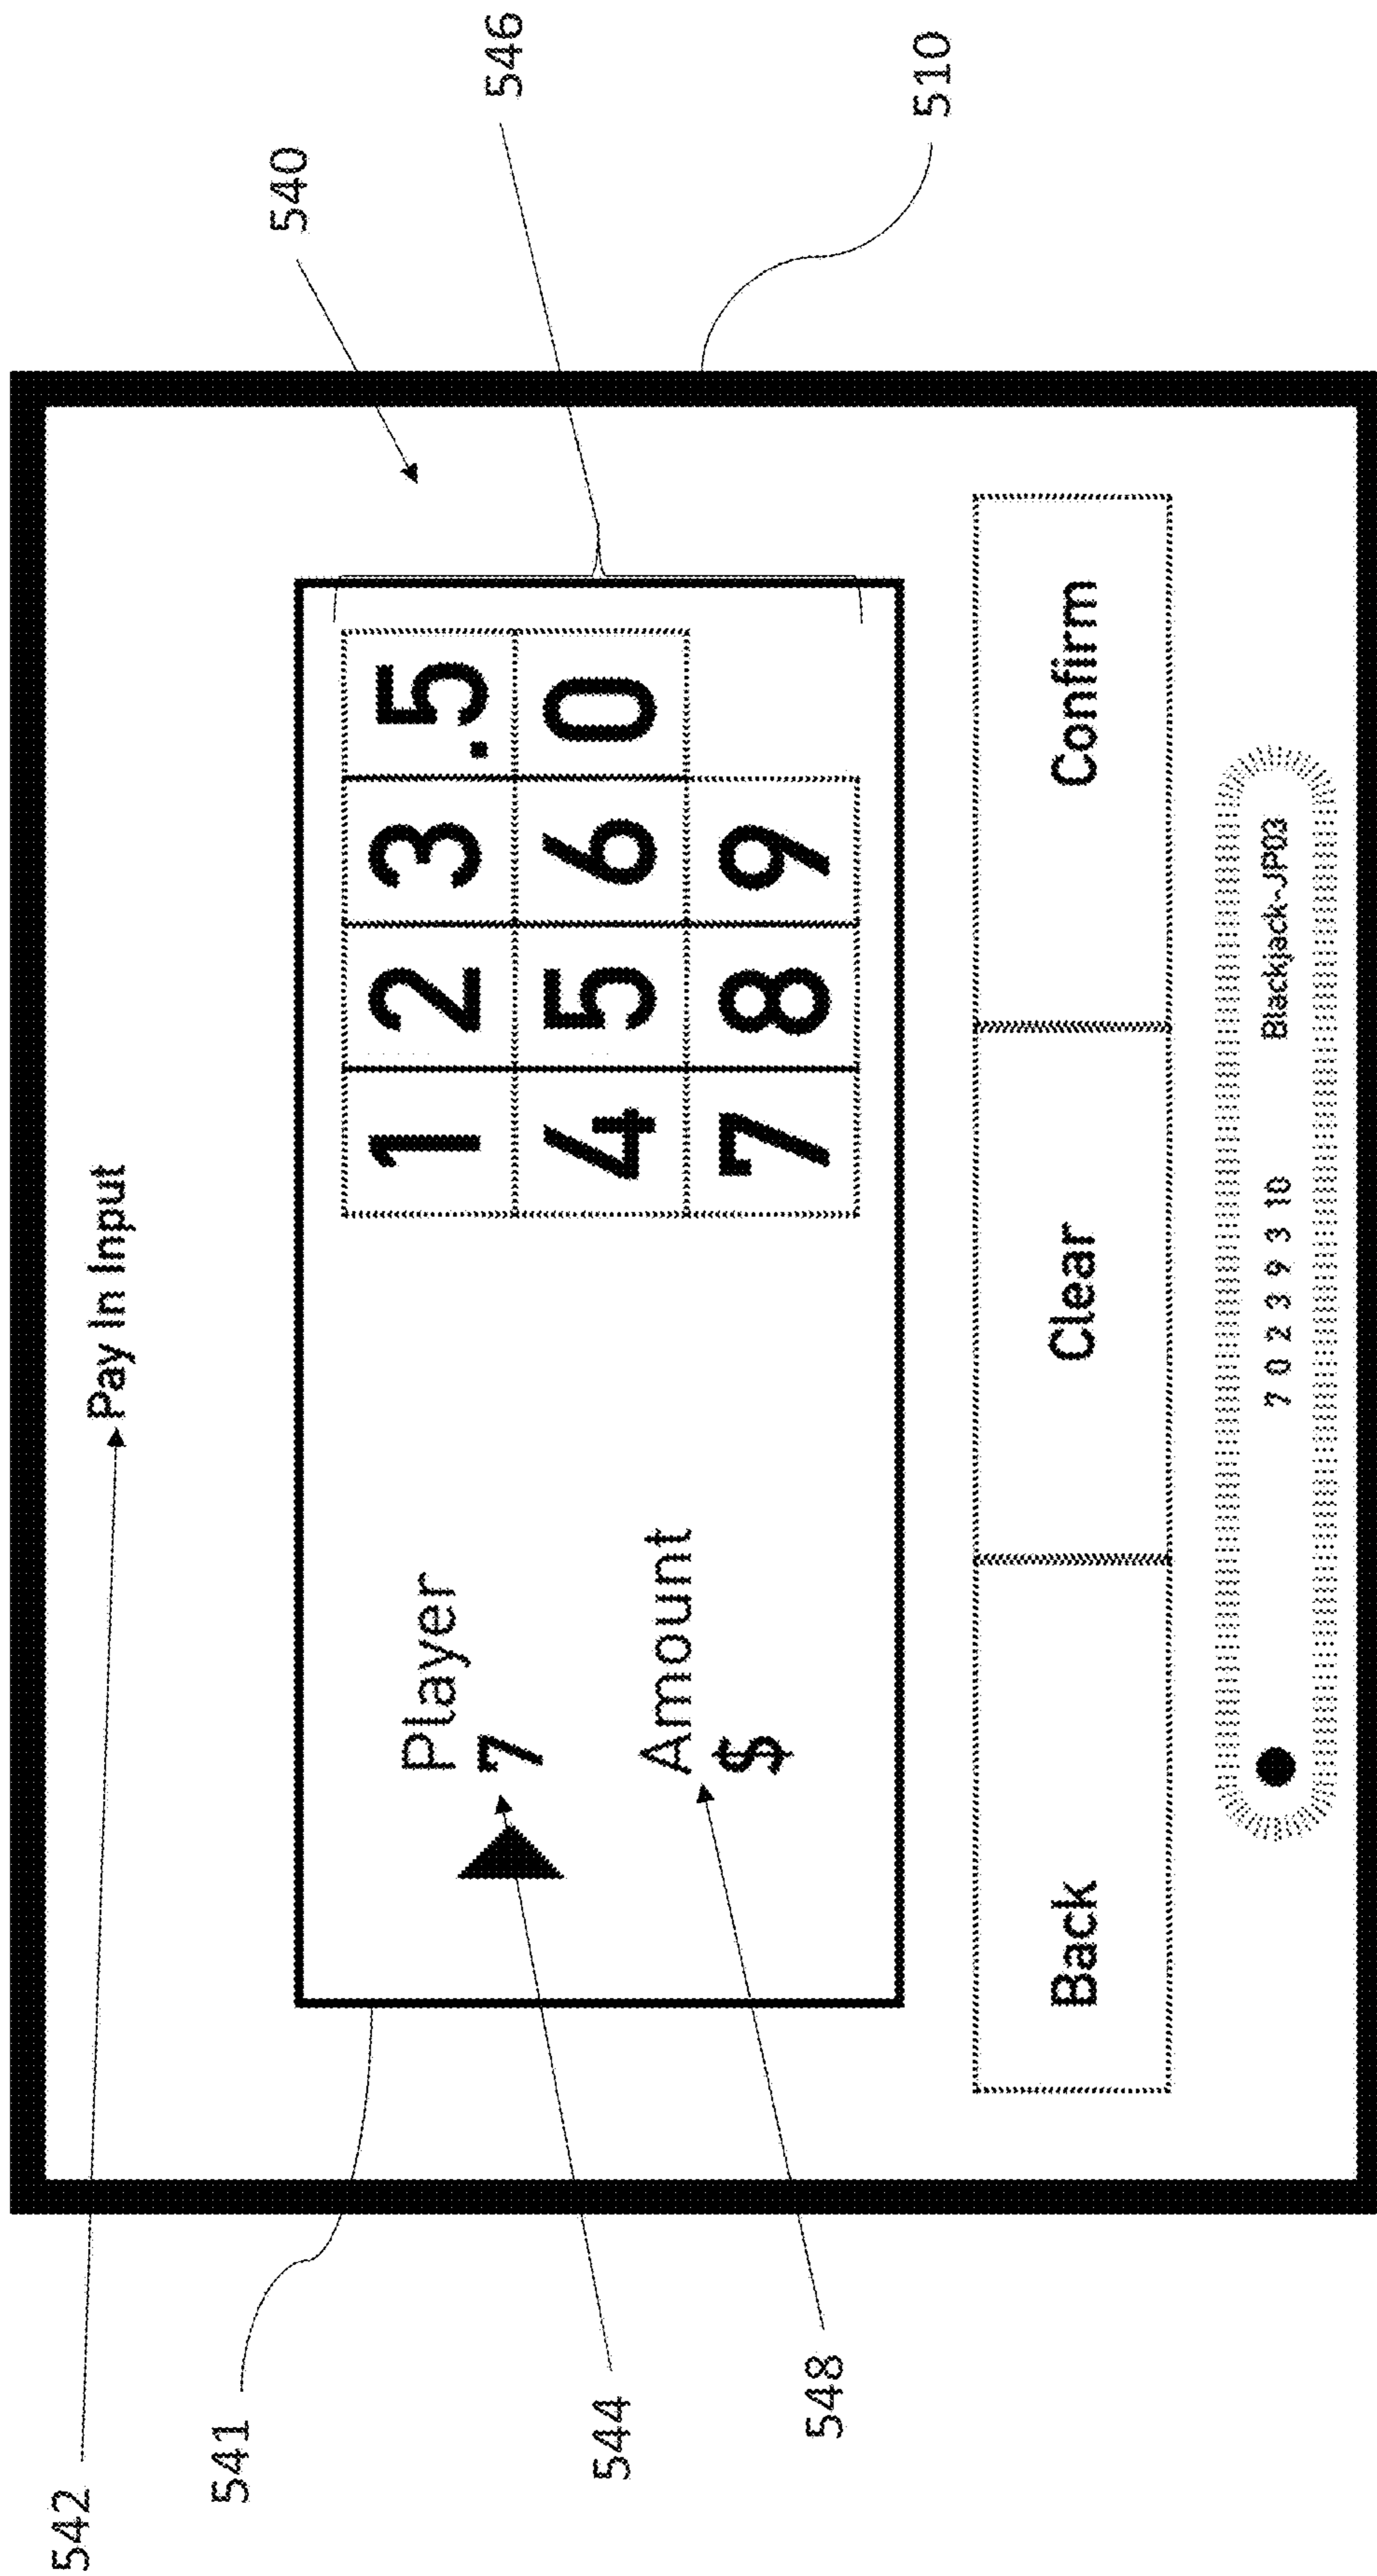 542
Pay In Input
541
540
Player
7
1 2 3 .5
4 5 6 0
7 8 9
546
544
Amount
$
548
510
Back Clear Confirm
7 0 2 3 9 3 10 Blackjack-JP03